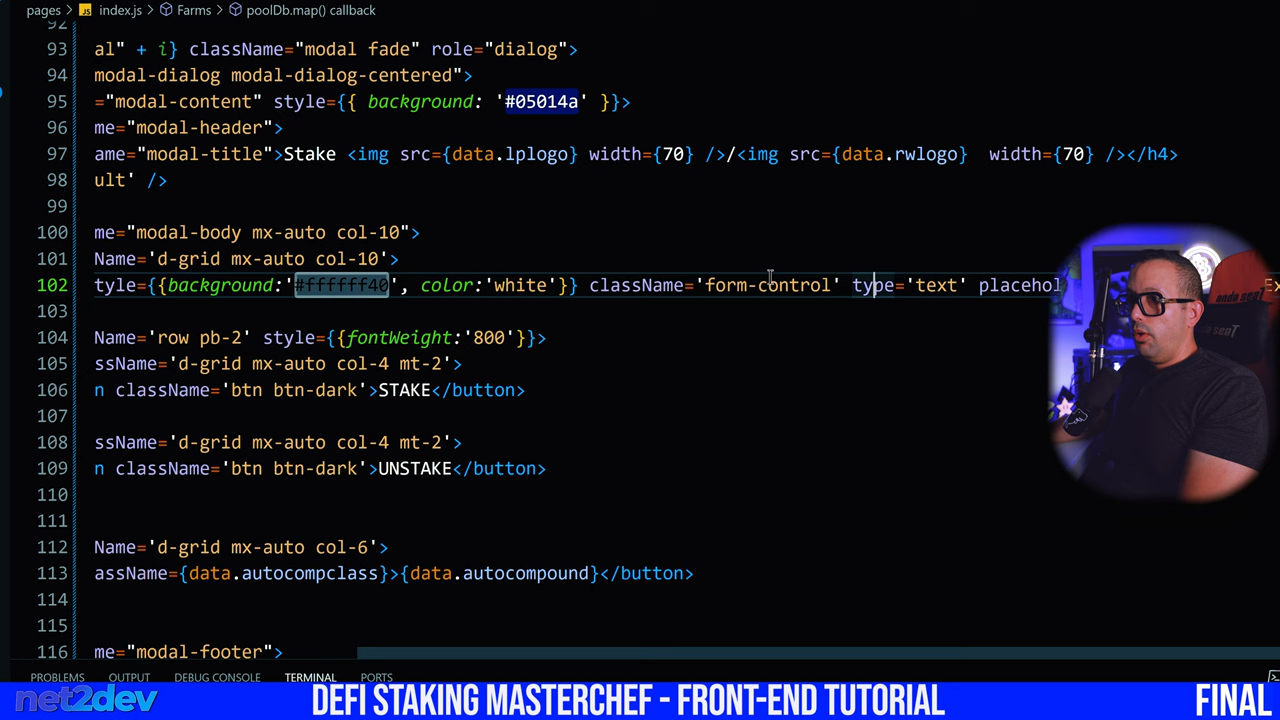 pages > JS index.js > Farms > poolDb.map() callback
92
93 al" + i} className="modal fade" role="dialog">
94 modal-dialog modal-dialog-centered">
95 ="modal-content" style={{ background: '#05014a' }}>
96 me="modal-header">
97 ame="modal-title">Stake <img src={data.lplogo} width={70} />/<img src={data.rwlogo}  width={70} /></h4>
98 ult' />
99
100 me="modal-body mx-auto col-10">
101 Name='d-grid mx-auto col-10'>
102 tyle={{background:'#ffffff40', color:'white'}} className='form-control' type='text' placehol
103
104 Name='row pb-2' style={{fontWeight:'800'}}>
105 ssName='d-grid mx-auto col-4 mt-2'>
106 n className='btn btn-dark'>STAKE</button>
107
108 ssName='d-grid mx-auto col-4 mt-2'>
109 n className='btn btn-dark'>UNSTAKE</button>
110
111
112 Name='d-grid mx-auto col-6'>
113 assName={data.autocompclass}>{data.autocompound}</button>
114
115
116 me="modal-footer">
PROBLEMS OUTPUT DEBUG CONSOLE TERMINAL PORTS
net2dev DEFI STAKING MASTERCHEF - FRONT-END TUTORIAL FINAL